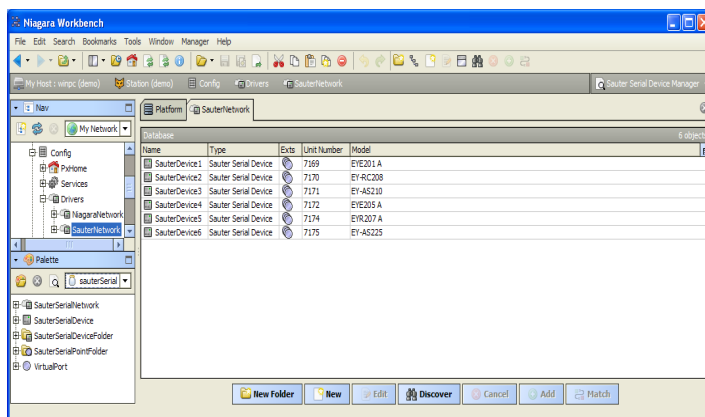 Niagara Workbench
File Edit Search Bookmarks Tools Window Manager Help
My Host : winpc (demo) Station (demo) Config Drivers SauterNetwork Sauter Serial Device Manager
Nav
My Network
Config
PxHome
Services
Drivers
NiagaraNetwork
SauterNetwork
Palette
sauterSerial
SauterSerialNetwork
SauterSerialDevice
SauterSerialDeviceFolder
SauterSerialPointFolder
VirtualPort
Platform SauterNetwork
Database 6 objects
Name Type Exts Unit Number Model
SauterDevice1 Sauter Serial Device 7169 EYE201 A
SauterDevice2 Sauter Serial Device 7170 EY-RC208
SauterDevice3 Sauter Serial Device 7171 EY-AS210
SauterDevice4 Sauter Serial Device 7172 EYE205 A
SauterDevice5 Sauter Serial Device 7174 EYR207 A
SauterDevice6 Sauter Serial Device 7175 EY-AS225
New Folder New Edit Discover Cancel Add Match